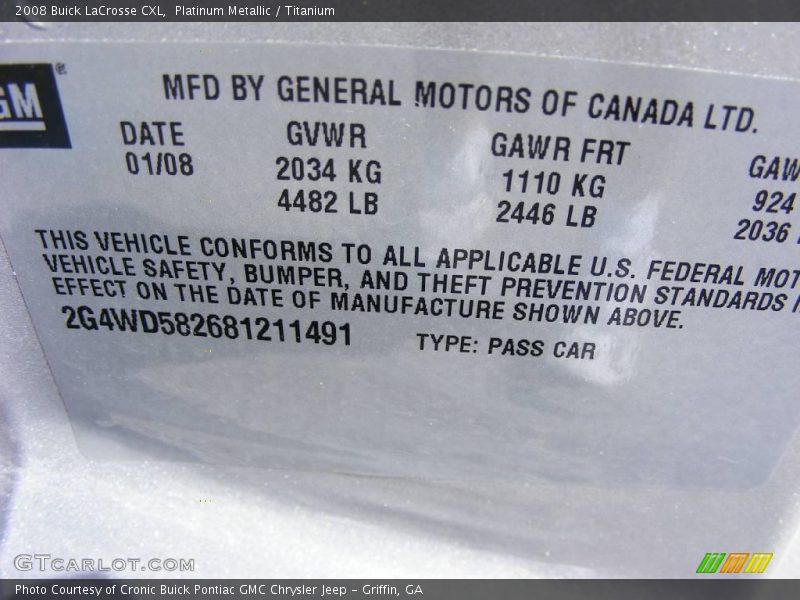 2008 Buick LaCrosse CXL, Platinum Metallic / Titanium
GM ®
MFD BY GENERAL MOTORS OF CANADA LTD.
DATE GVWR GAWR FRT GAW
01/08 2034 KG 1110 KG 924
4482 LB 2446 LB 2036
THIS VEHICLE CONFORMS TO ALL APPLICABLE U.S. FEDERAL MOT
VEHICLE SAFETY, BUMPER, AND THEFT PREVENTION STANDARDS
EFFECT ON THE DATE OF MANUFACTURE SHOWN ABOVE.
2G4WD582681211491 TYPE: PASS CAR
GTCARLOT.COM
Photo Courtesy of Cronic Buick Pontiac GMC Chrysler Jeep - Griffin, GA